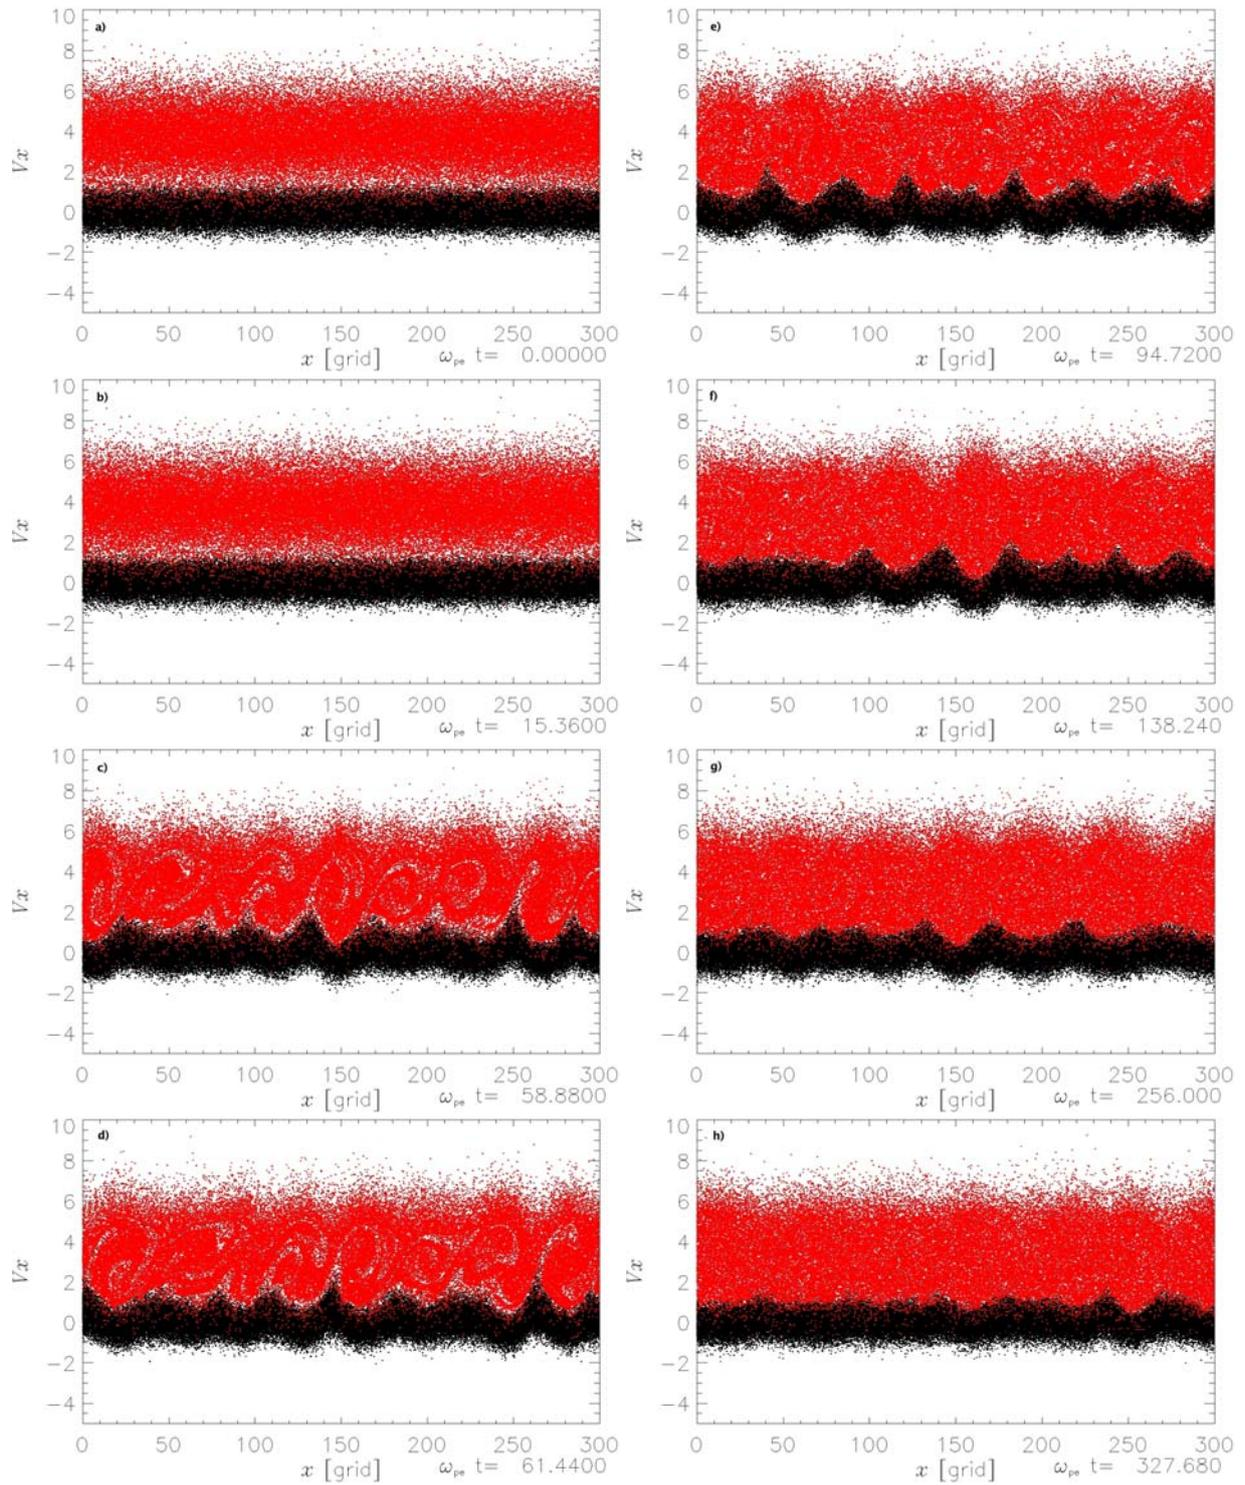 a)
10
8
6
4
2
0
−2
−4
Vx
0 50 100 150 200 250 300
x [grid] ωpe t= 0.00000
b)
10
8
6
4
2
0
−2
−4
Vx
0 50 100 150 200 250 300
x [grid] ωpe t= 15.3600
c)
10
8
6
4
2
0
−2
−4
Vx
0 50 100 150 200 250 300
x [grid] ωpe t= 58.8800
d)
10
8
6
4
2
0
−2
−4
Vx
0 50 100 150 200 250 300
x [grid] ωpe t= 61.4400
e)
10
8
6
4
2
0
−2
−4
Vx
0 50 100 150 200 250 300
x [grid] ωpe t= 94.7200
f)
10
8
6
4
2
0
−2
−4
Vx
0 50 100 150 200 250 300
x [grid] ωpe t= 138.240
g)
10
8
6
4
2
0
−2
−4
Vx
0 50 100 150 200 250 300
x [grid] ωpe t= 256.000
h)
10
8
6
4
2
0
−2
−4
Vx
0 50 100 150 200 250 300
x [grid] ωpe t= 327.680